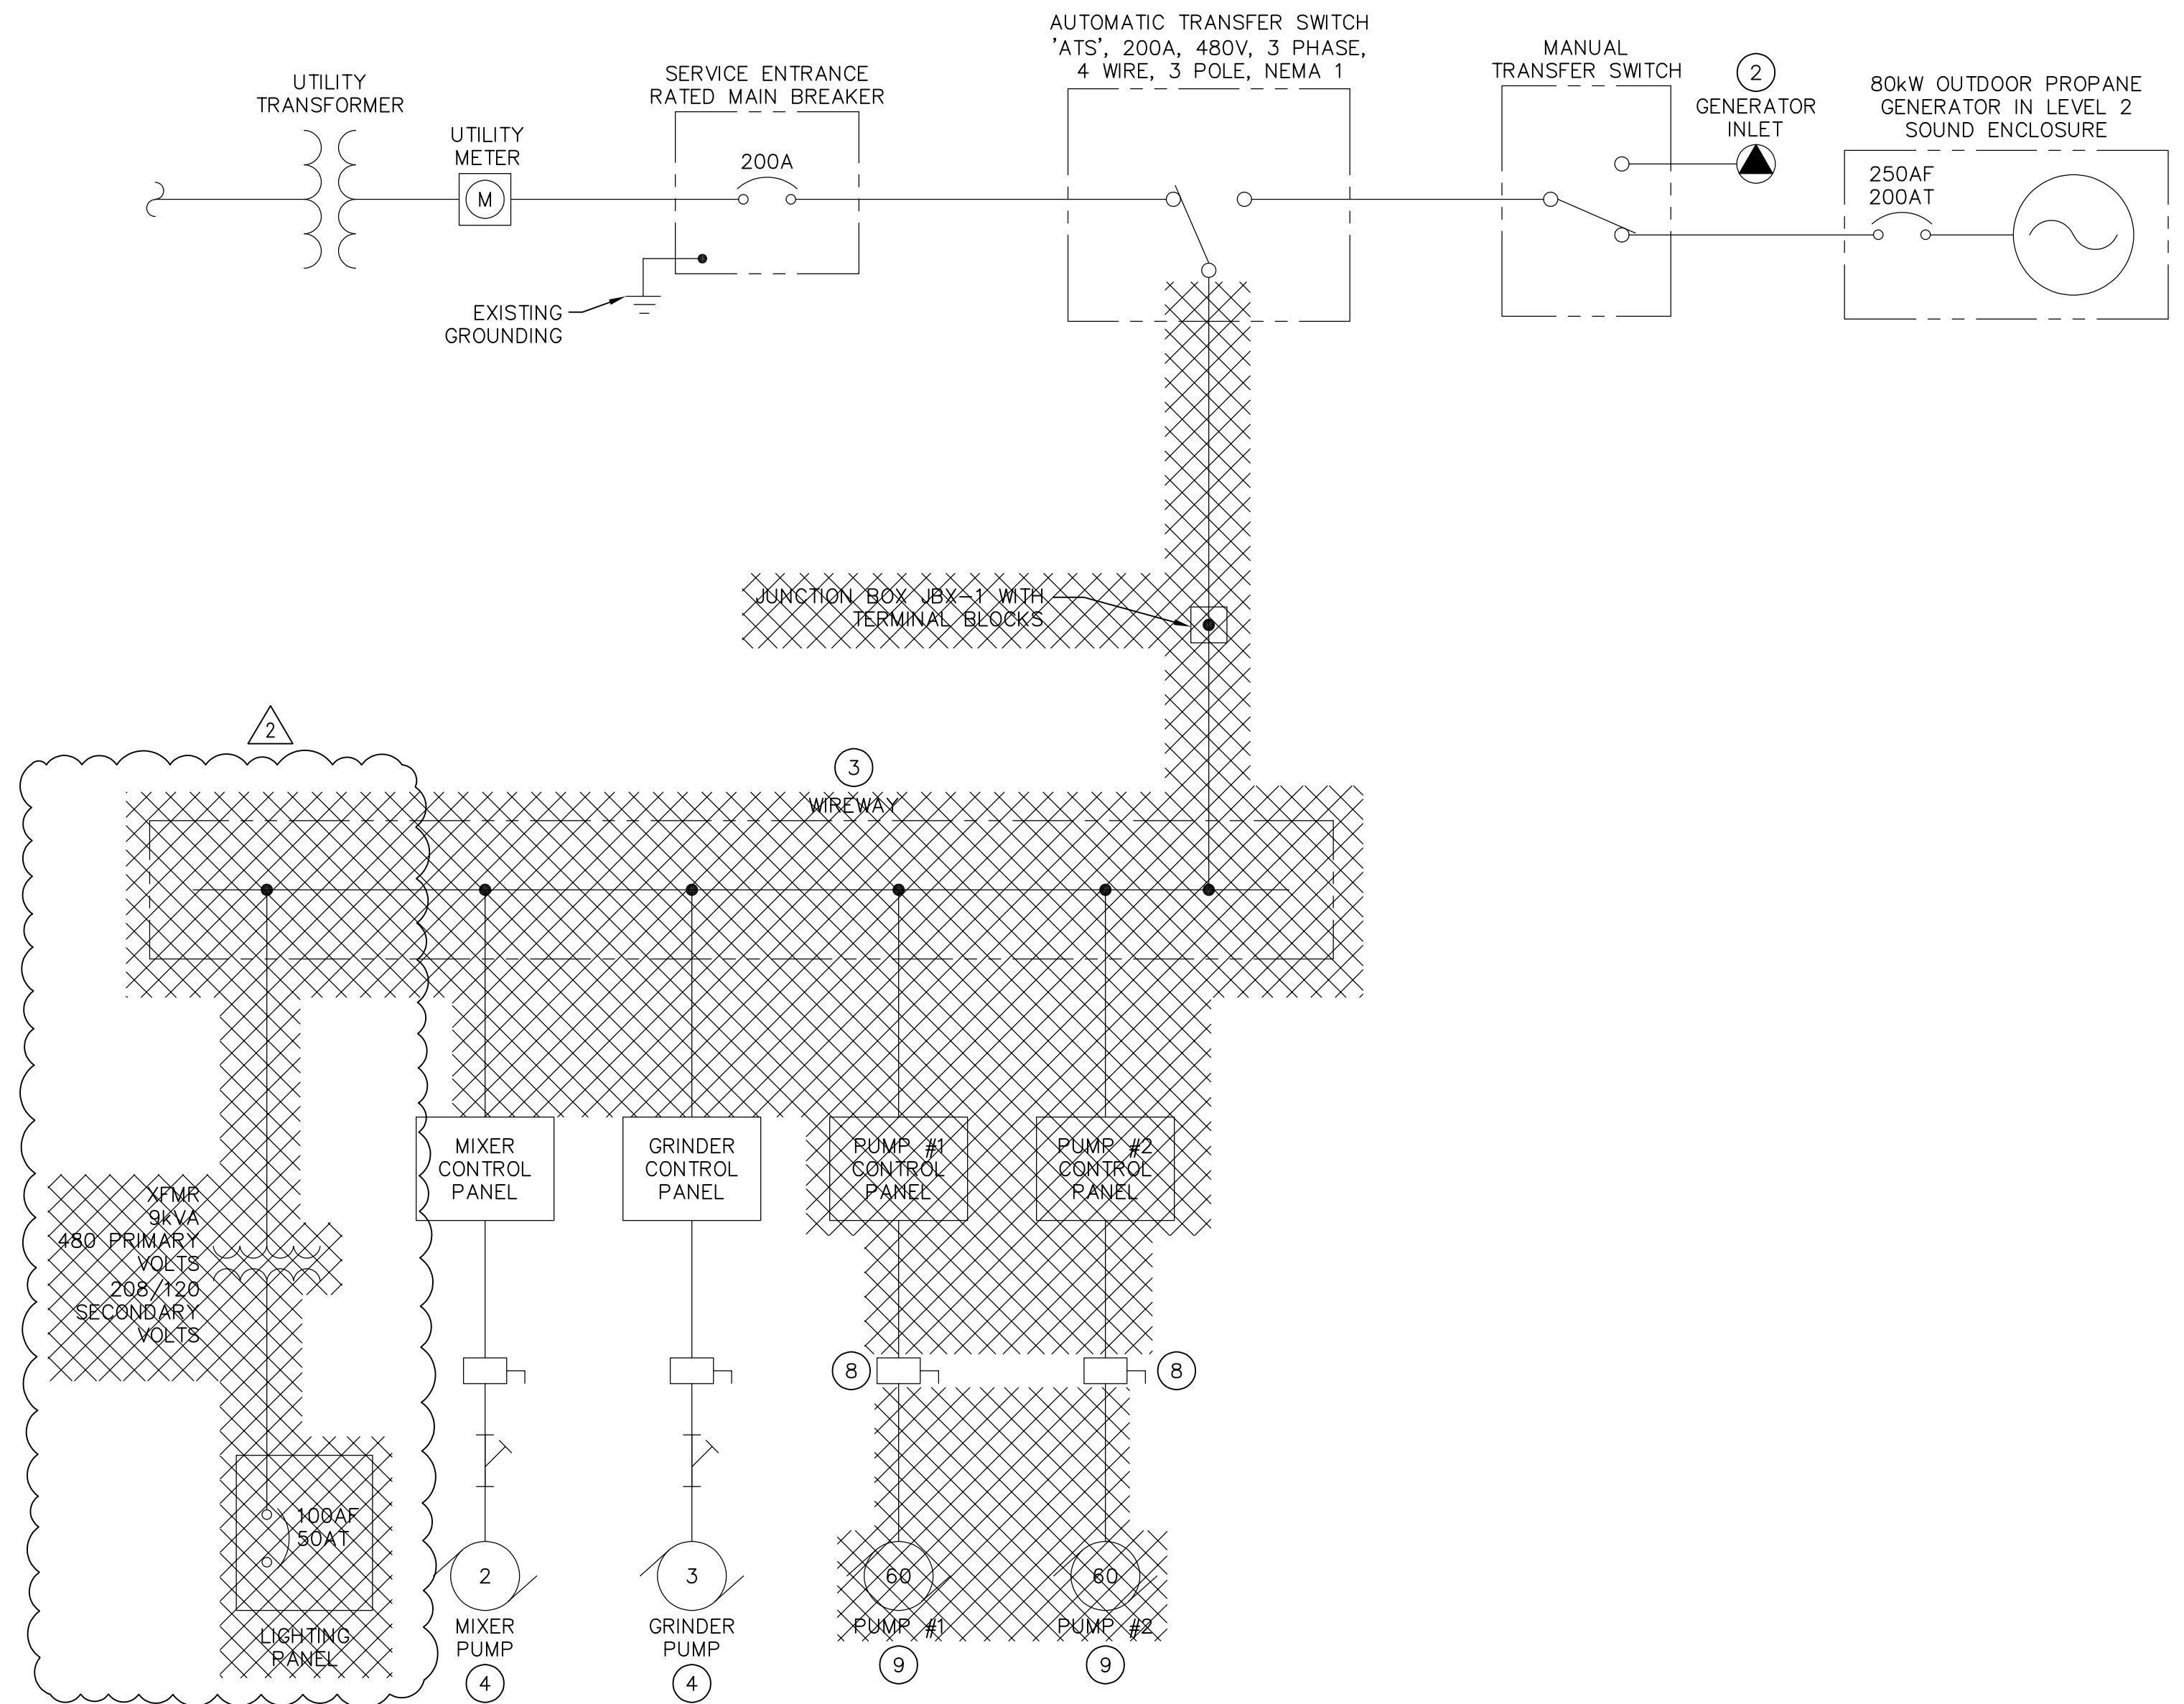 AUTOMATIC TRANSFER SWITCH
'ATS', 200A, 480V, 3 PHASE,
4 WIRE, 3 POLE, NEMA 1
UTILITY
TRANSFORMER
UTILITY
METER
M
SERVICE ENTRANCE
RATED MAIN BREAKER
200A
EXISTING
GROUNDING
MANUAL
TRANSFER SWITCH
2
GENERATOR
INLET
80kW OUTDOOR PROPANE
GENERATOR IN LEVEL 2
SOUND ENCLOSURE
250AF
200AT
JUNCTION BOX JBX-1 WITH
TERMINAL BLOCKS
2
3
WIREWAY
MIXER
CONTROL
PANEL
GRINDER
CONTROL
PANEL
PUMP #1
CONTROL
PANEL
PUMP #2
CONTROL
PANEL
XFMR
9kVA
480 PRIMARY
VOLTS
208/120
SECONDARY
VOLTS
8
8
100AF
50AT
LIGHTING
PANEL
2
MIXER
PUMP
4
3
GRINDER
PUMP
4
60
PUMP #1
9
60
PUMP #2
9